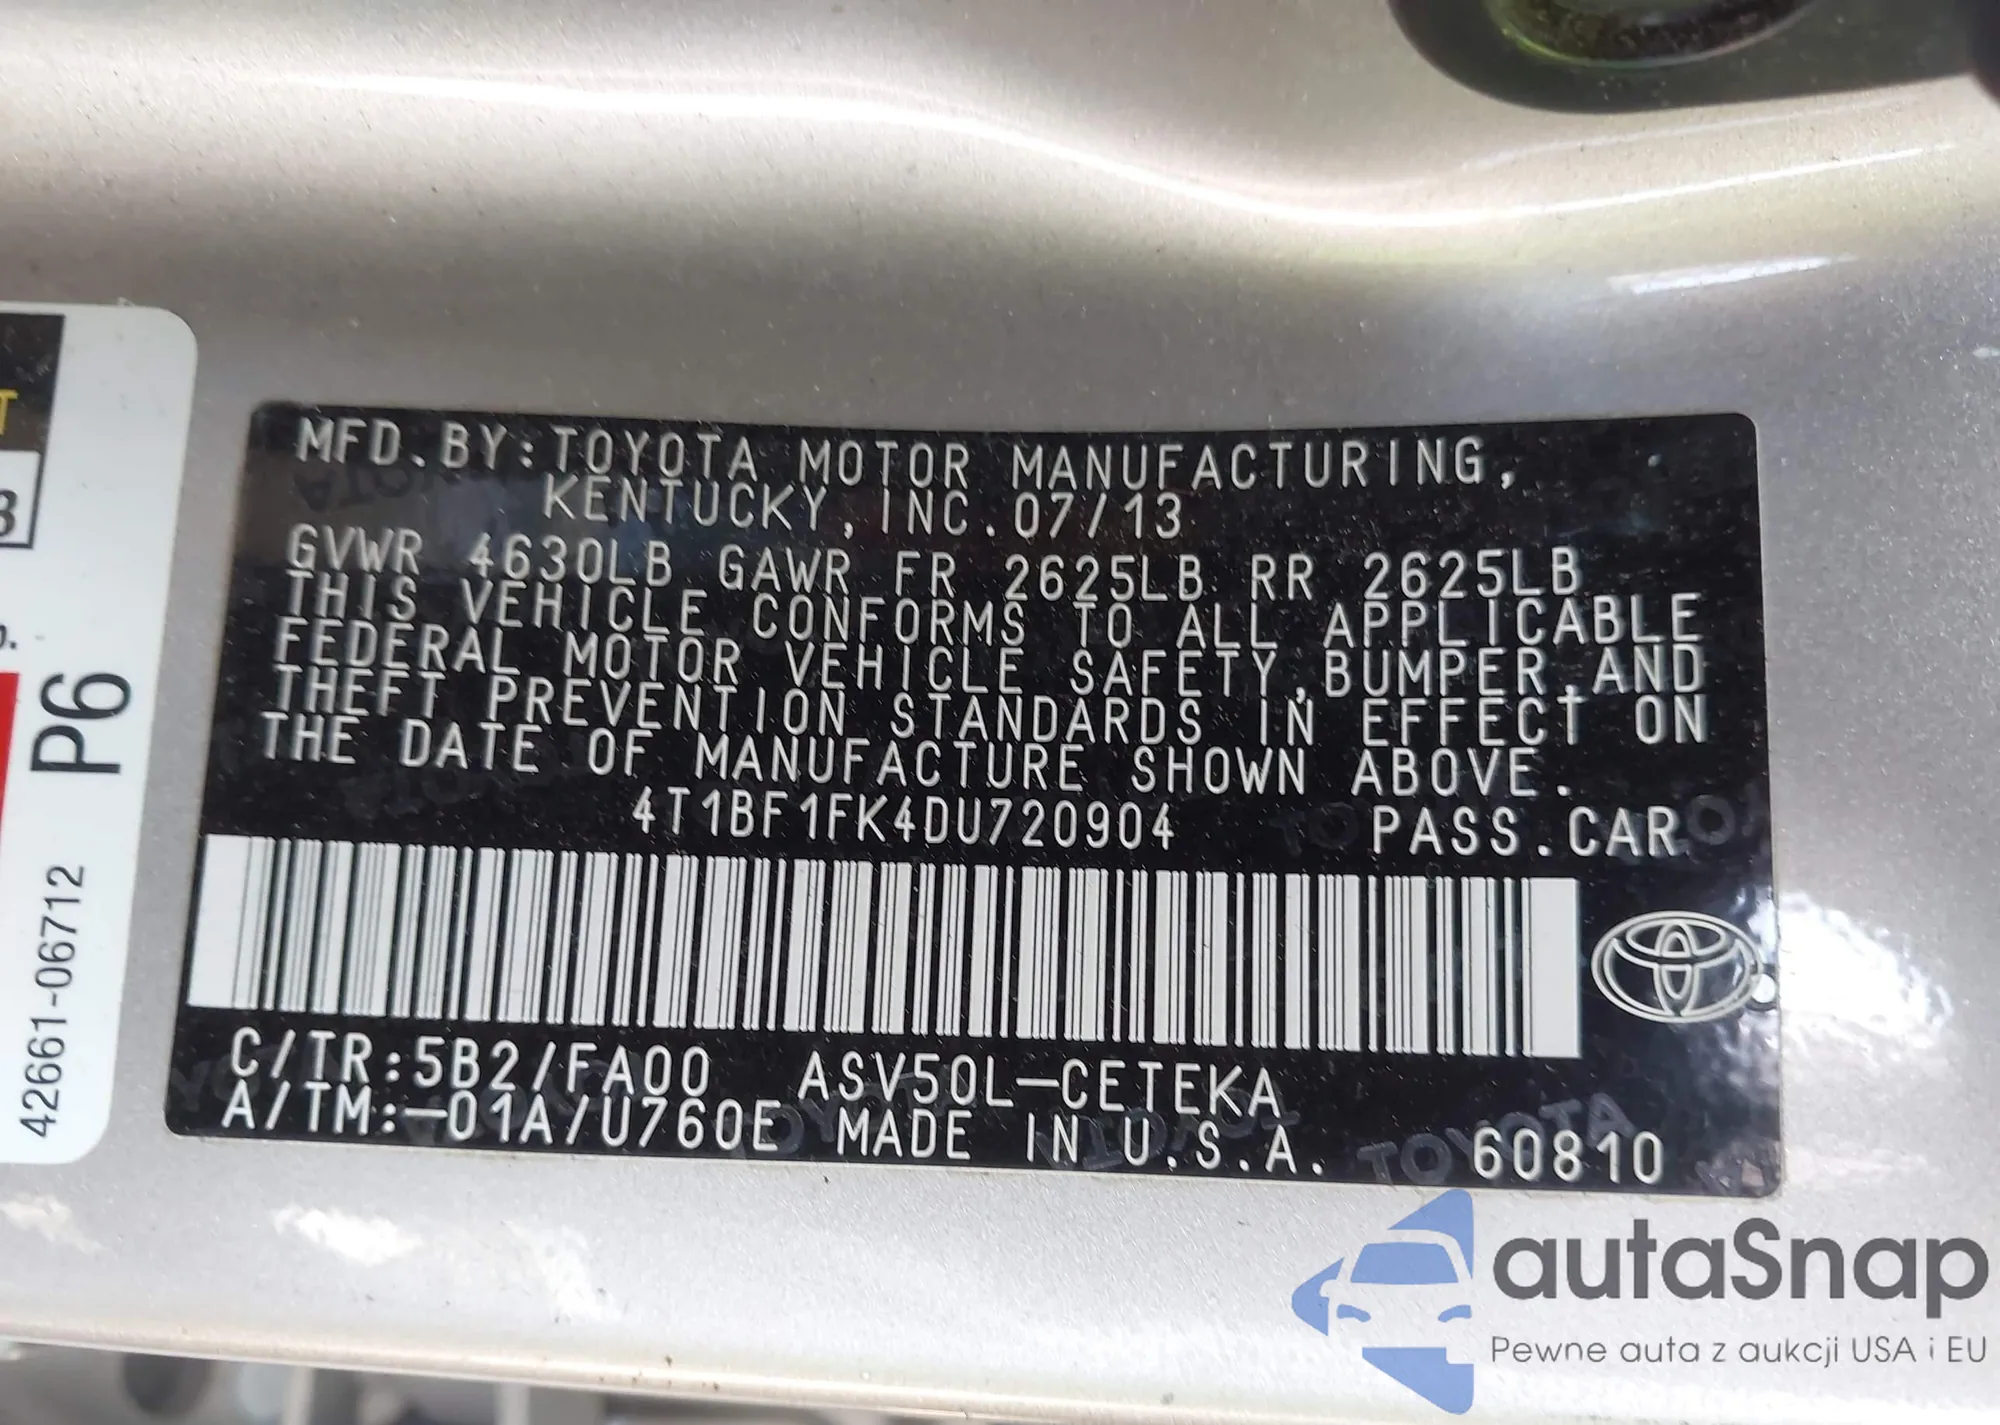 MFD. BY: TOYOTA MOTOR MANUFACTURING,
KENTUCKY, INC. 07/13
GVWR 4630LB GAWR FR 2625LB RR 2625LB
THIS VEHICLE CONFORMS TO ALL APPLICABLE
FEDERAL MOTOR VEHICLE SAFETY, BUMPER, AND
THEFT PREVENTION STANDARDS IN EFFECT ON
THE DATE OF MANUFACTURE SHOWN ABOVE.
4T1BF1FK4DU720904 PASS. CAR
C/TR:5B2/FA00 ASV50L-CETEKA
A/TM:-01A/U760E MADE IN U.S.A. 60810
P6
42661-06712
autaSnap
Pewne auta z aukcji USA i EU